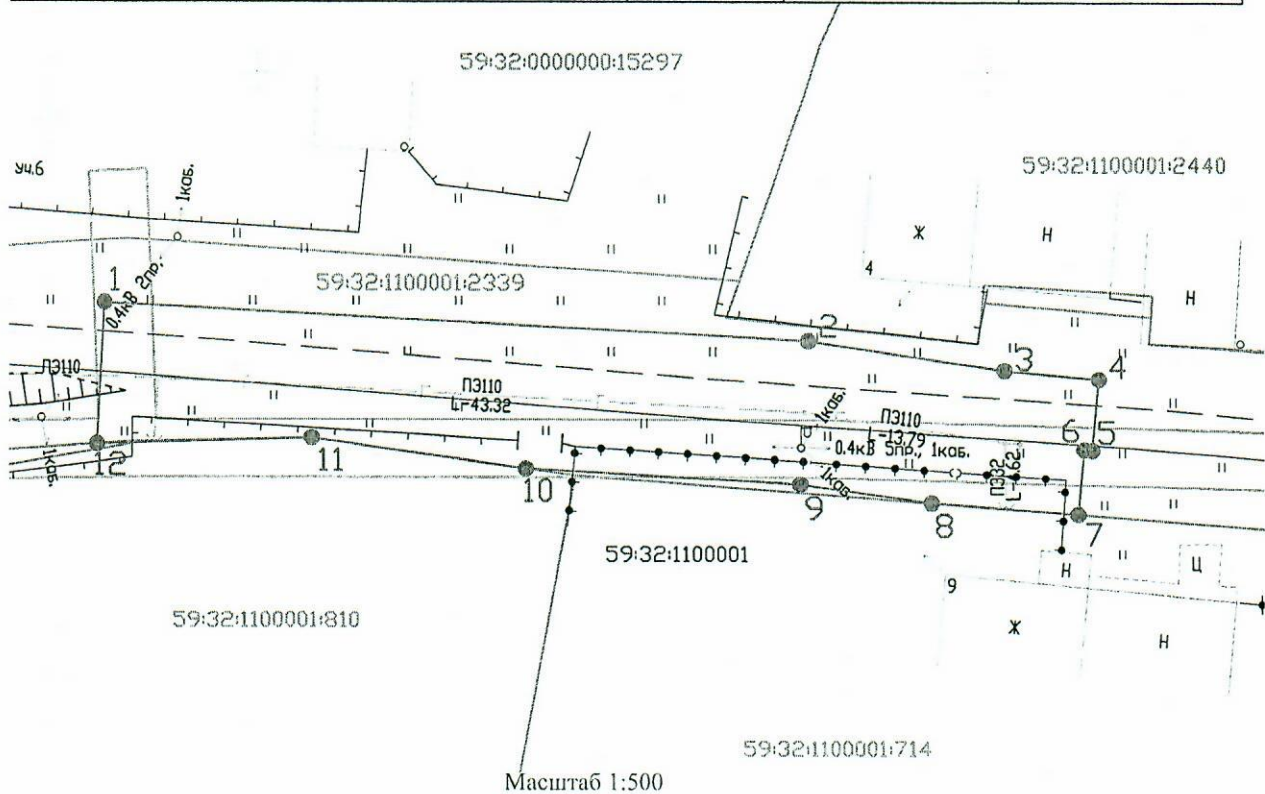 59:32:0000000:15297
уч.6
1каб.
59:32:1100001:2440
Ж
Н
4
Н
59:32:1100001:2339
1
0.4кВ 2пр.
2
3
4
ПЭ110
ПЭ110
L=43.32
1каб.
ПЭ110
L=13.79
0.4кВ 5пр., 1каб.
6
5
12
11
1каб.
10
1каб.
9
8
ПЭ32
7
59:32:1100001
Н
Ц
9
59:32:1100001:810
Ж
Н
59:32:1100001:714
Масштаб 1:500